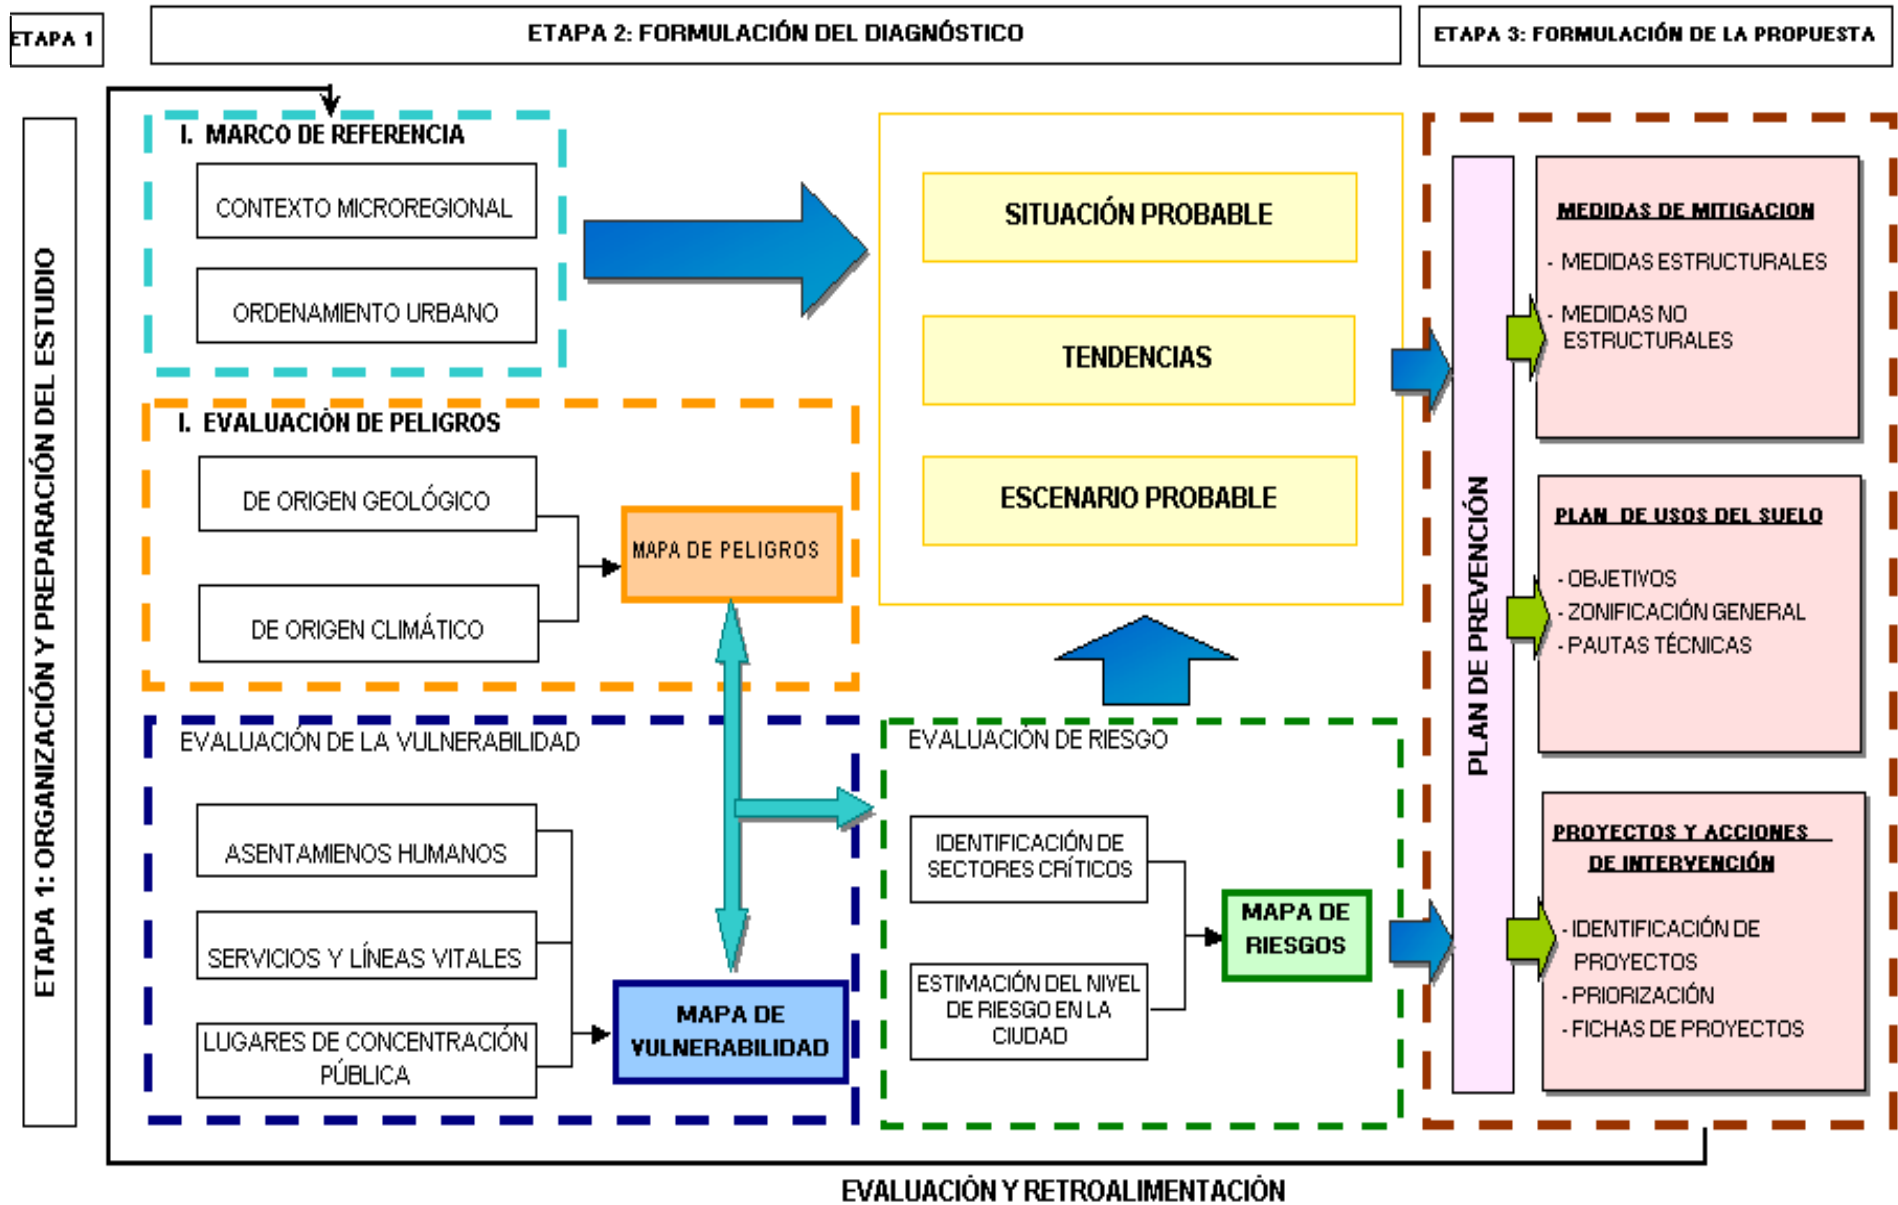 ETAPA 1
ETAPA 2: FORMULACIÓN DEL DIAGNÓSTICO
ETAPA 3: FORMULACIÓN DE LA PROPUESTA
ETAPA 1: ORGANIZACIÓN Y PREPARACIÓN DEL ESTUDIO
I. MARCO DE REFERENCIA
CONTEXTO MICROREGIONAL
ORDENAMIENTO URBANO
I. EVALUACIÓN DE PELIGROS
DE ORIGEN GEOLÓGICO
DE ORIGEN CLIMÁTICO
MAPA DE PELIGROS
EVALUACIÓN DE LA VULNERABILIDAD
ASENTAMIENOS HUMANOS
SERVICIOS Y LÍNEAS VITALES
LUGARES DE CONCENTRACIÓN
PÚBLICA
MAPA DE
VULNERABILIDAD
SITUACIÓN PROBABLE
TENDENCIAS
ESCENARIO PROBABLE
EVALUACIÓN DE RIESGO
IDENTIFICACIÓN DE
SECTORES CRÍTICOS
ESTIMACIÓN DEL NIVEL
DE RIESGO EN LA
CIUDAD
MAPA DE
RIESGOS
PLAN DE PREVENCIÓN
MEDIDAS DE MITIGACION
- MEDIDAS ESTRUCTURALES
- MEDIDAS NO
ESTRUCTURALES
PLAN DE USOS DEL SUELO
- OBJETIVOS
- ZONIFICACIÓN GENERAL
- PAUTAS TÉCNICAS
PROYECTOS Y ACCIONES
DE INTERVENCIÓN
- IDENTIFICACIÓN DE
PROYECTOS
- PRIORIZACIÓN
- FICHAS DE PROYECTOS
EVALUACIÓN Y RETROALIMENTACIÓN